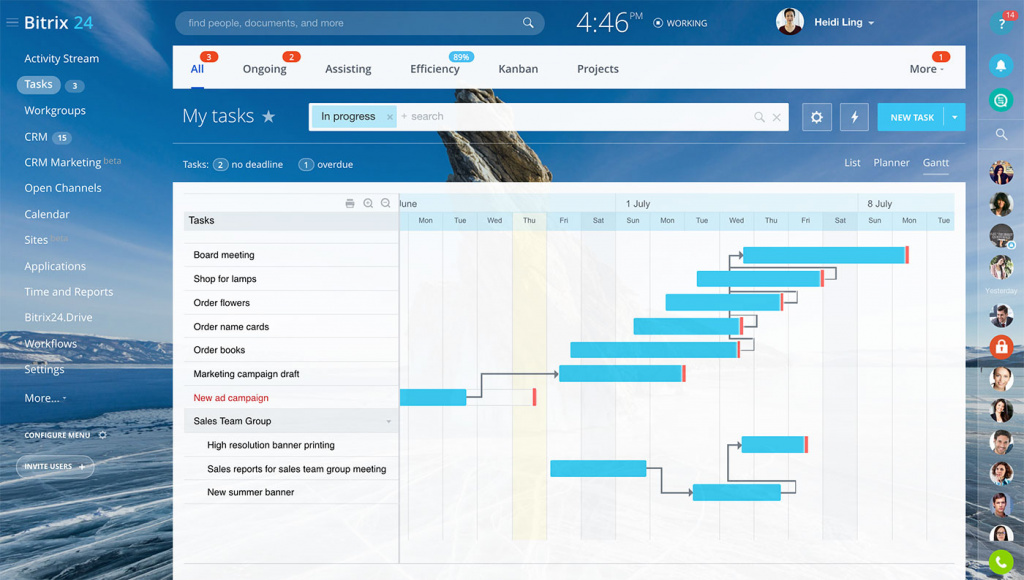 Bitrix 24
find people, documents, and more
4:46 PM
WORKING
Heidi Ling
14
?
Activity Stream
Tasks 3
Workgroups
CRM 15
CRM Marketing beta
Open Channels
Calendar
Sites beta
Applications
Time and Reports
Bitrix24.Drive
Workflows
Settings
More...
CONFIGURE MENU
INVITE USERS +
All 3
Ongoing 2
Assisting
Efficiency 89%
Kanban
Projects
More 1
My tasks
In progress ×
+ search
NEW TASK
Tasks: 2 no deadline 1 overdue
List Planner Gantt
June 1 July 8 July
Tasks
Mon Tue Wed Thu Fri Sat Sun Mon Tue Wed Thu Fri Sat Sun Mon Tue
Board meeting
Shop for lamps
Order flowers
Order name cards
Order books
Marketing campaign draft
New ad campaign
Sales Team Group
High resolution banner printing
Sales reports for sales team group meeting
New summer banner
Yesterday